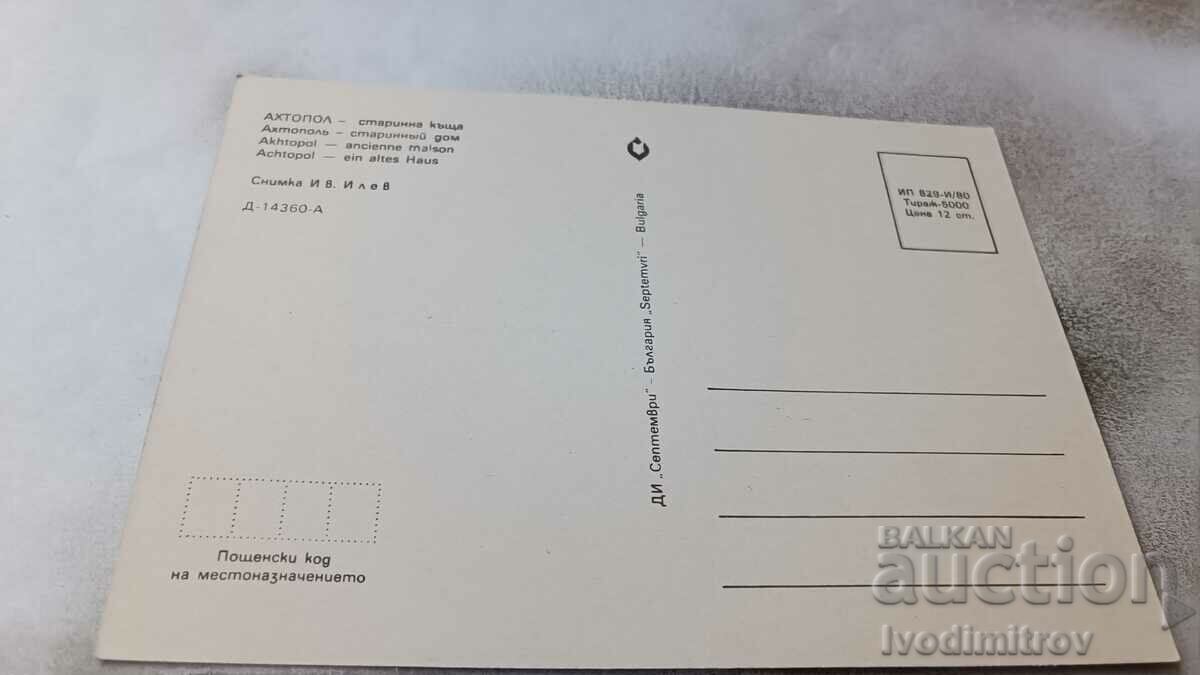 АХТОПОЛ – старинна къща
Ахтополь – старинный дом
Akhtopol — ancienne maison
Achtopol — ein altes Haus
Снимка Ив. Илев
Д-14360-А
ДИ „Септември" - България „Septemvri" — Bulgaria
ИП 829-И/80
Тираж-5000
Цена 12 ст.
Пощенски код
на местоназначението
BALKAN
auction
Ivodimitrov